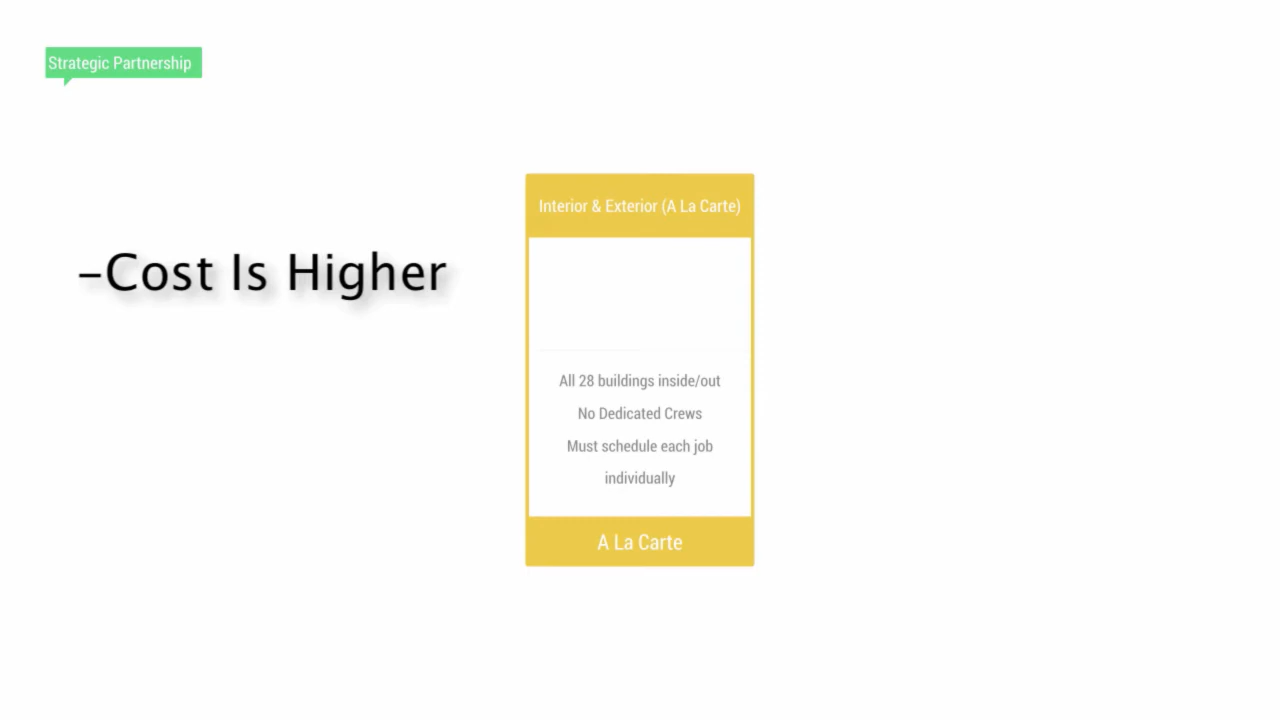 Strategic Partnership
Interior & Exterior (A La Carte)
-Cost Is Higher
All 28 buildings inside/out
No Dedicated Crews
Must schedule each job
individually
A La Carte